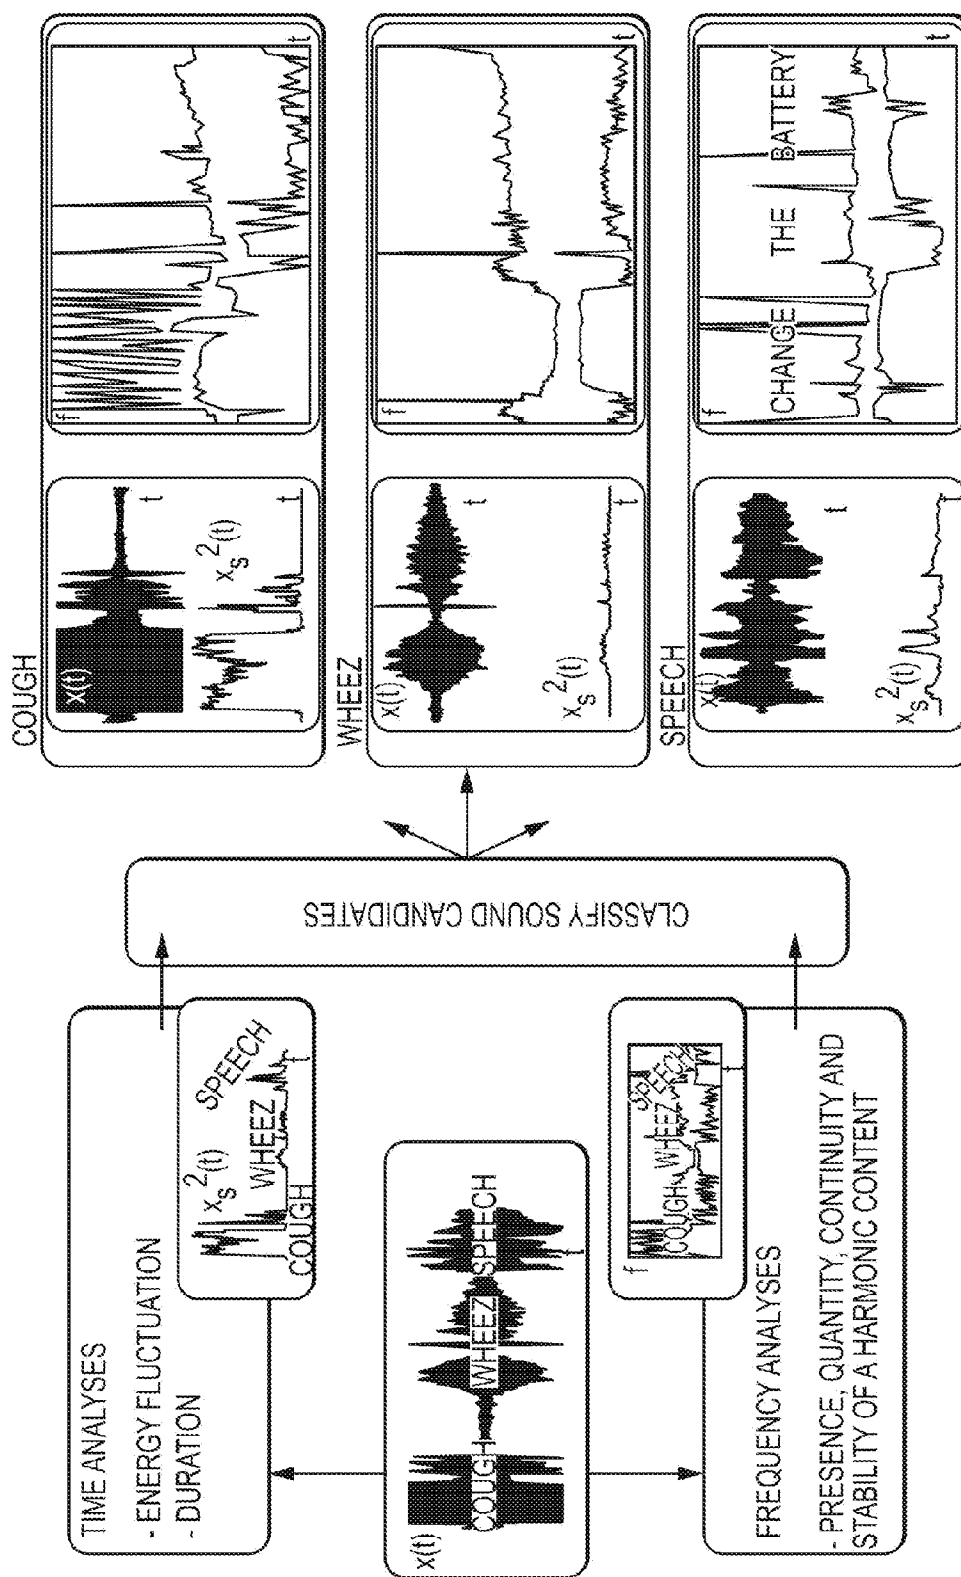 TIME ANALYSES
- ENERGY FLUCTUATION
- DURATION
x_s^2(t)
SPEECH
WHEEZ
COUGH
t
x(t)
COUGH
WHEEZ
SPEECH
t
FREQUENCY ANALYSES
- PRESENCE, QUANTITY, CONTINUITY AND
STABILITY OF A HARMONIC CONTENT
f
COUGH
WHEEZ
SPEECH
t
CLASSIFY SOUND CANDIDATES
COUGH
x(t)
t
x_s^2(t)
t
f
t
WHEEZ
x(t)
t
x_s^2(t)
t
f
t
SPEECH
x(t)
t
x_s^2(t)
t
f
CHANGE THE BATTERY
t